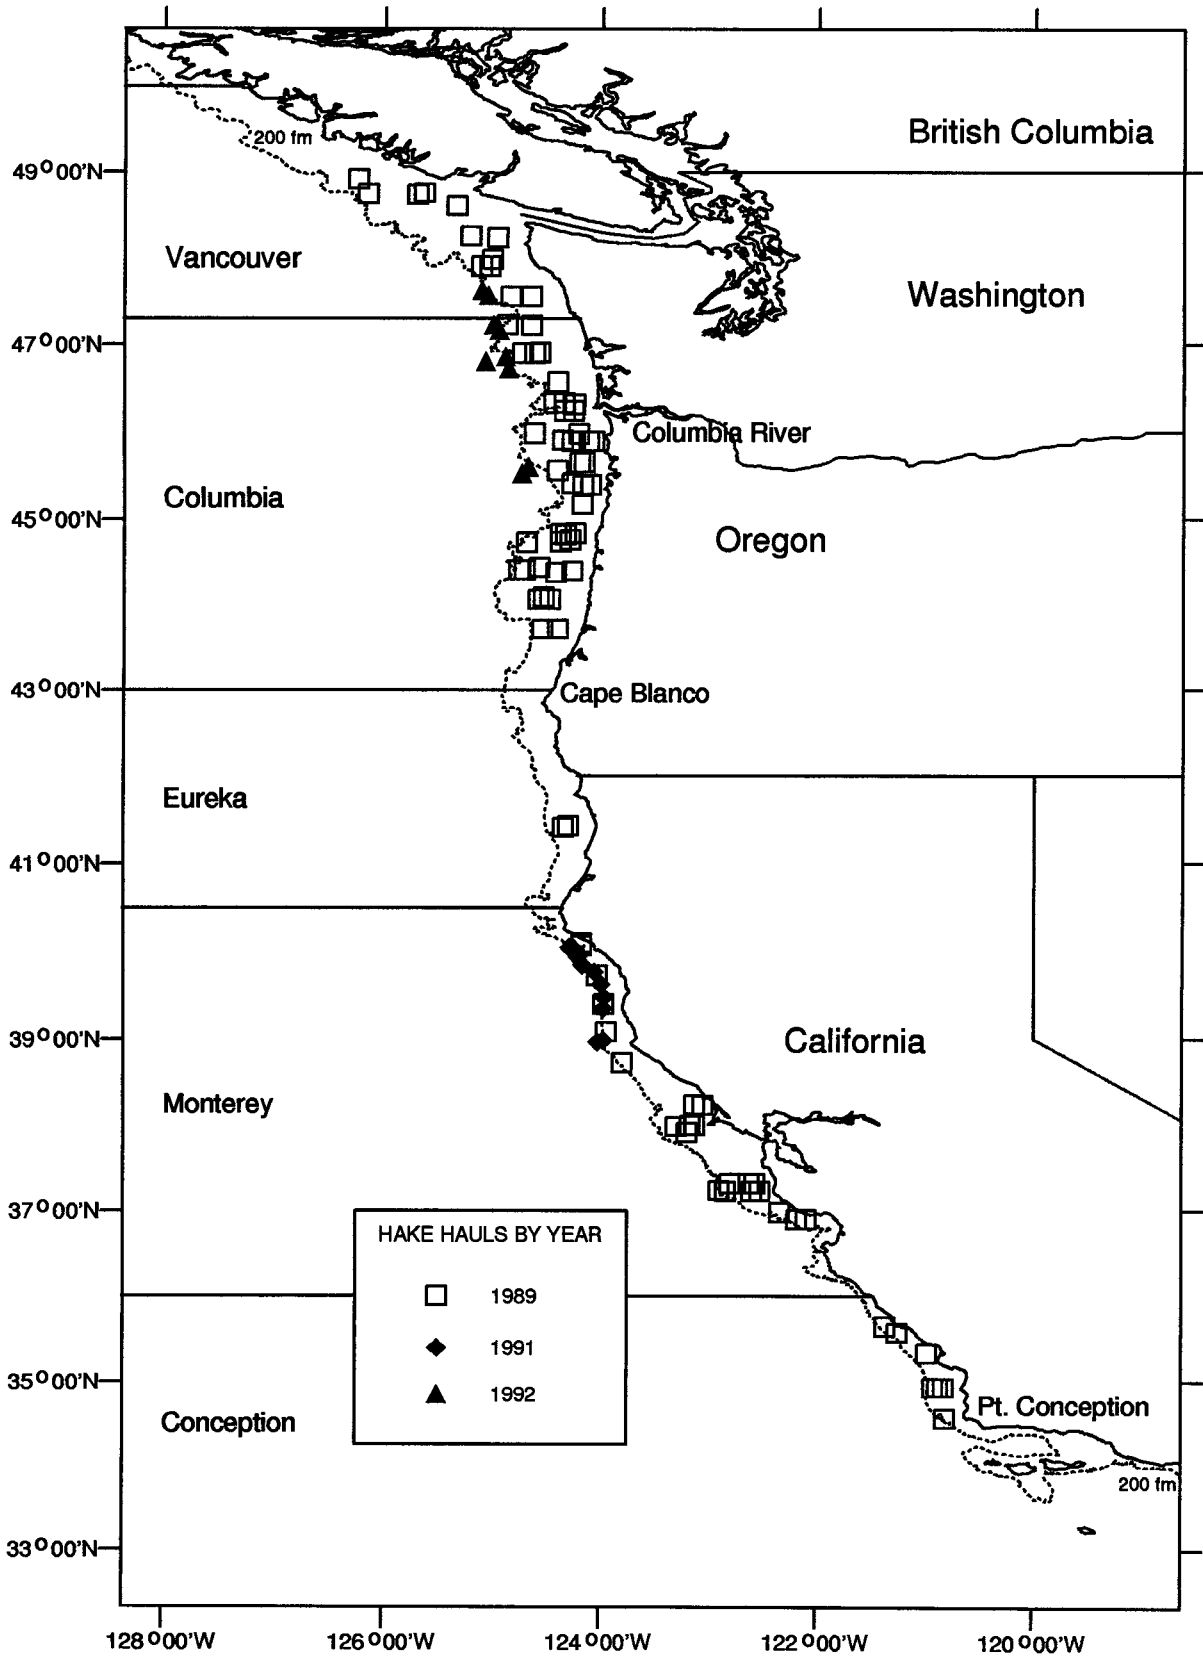 British Columbia
200 fm
49°00'N
Vancouver
Washington
47°00'N
Columbia River
Columbia
45°00'N
Oregon
43°00'N
Cape Blanco
Eureka
41°00'N
39°00'N
California
Monterey
37°00'N
HAKE HAULS BY YEAR
1989
1991
1992
35°00'N
Pt. Conception
Conception
200 fm
33°00'N
128°00'W 126°00'W 124°00'W 122°00'W 120°00'W